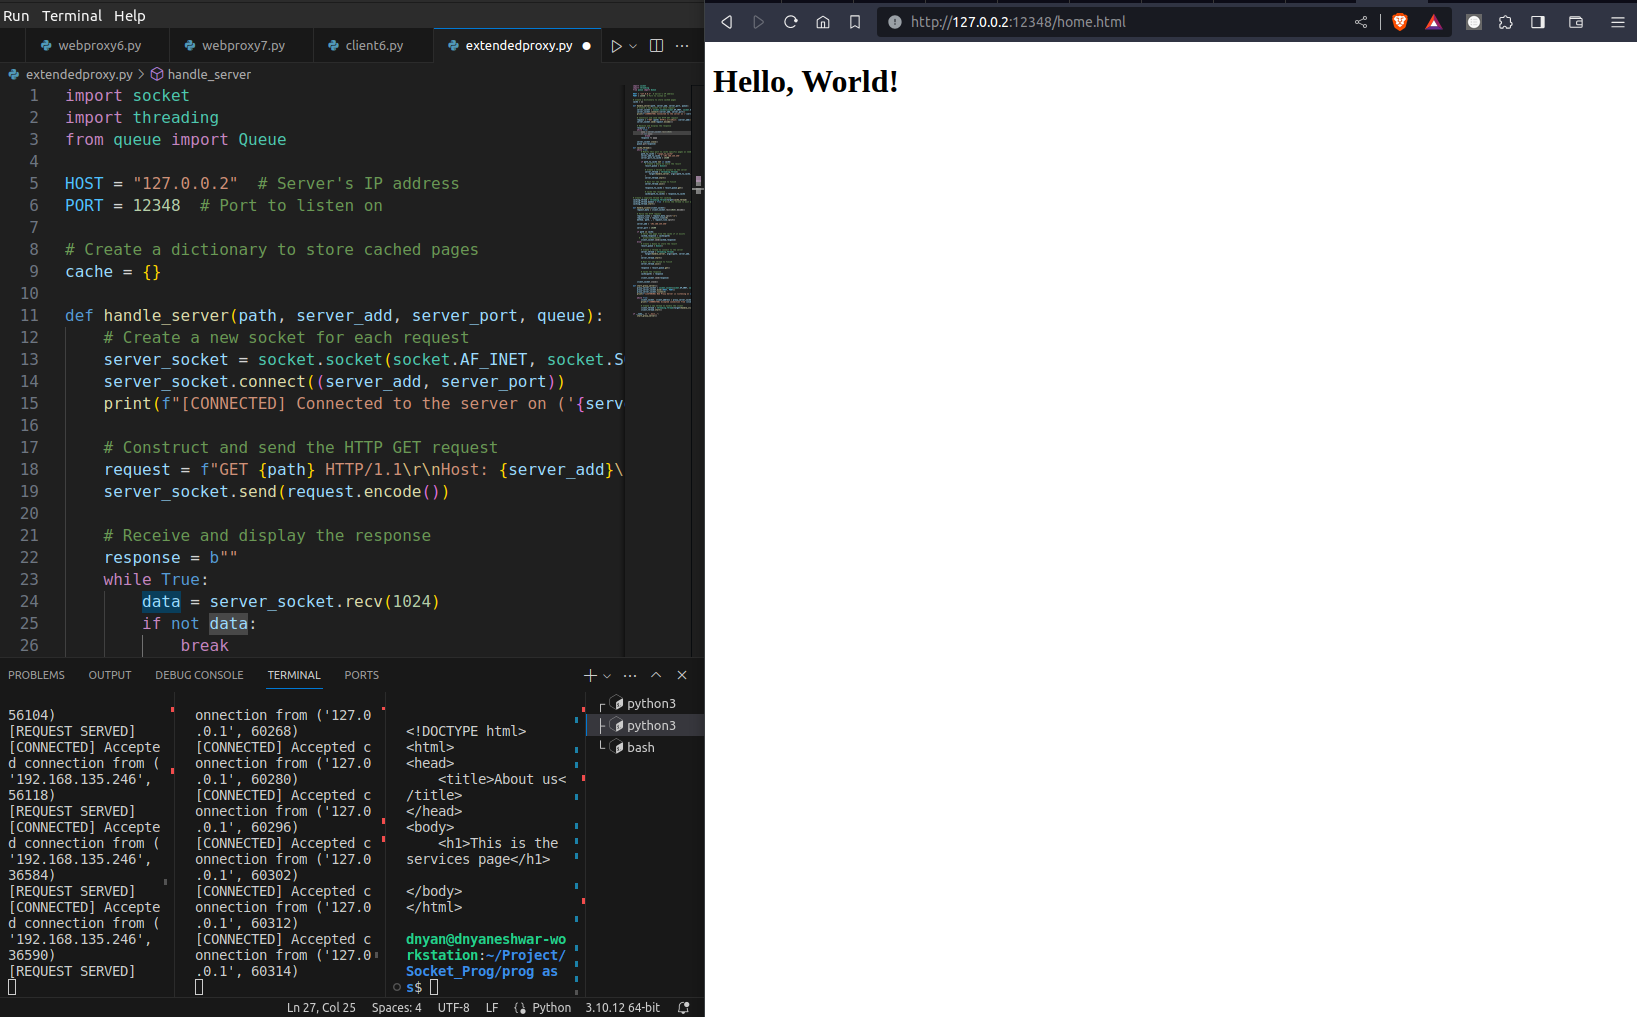 Run Terminal Help
webproxy6.py webproxy7.py client6.py extendedproxy.py
extendedproxy.py > handle_server
1 import socket
2 import threading
3 from queue import Queue
4
5 HOST = "127.0.0.2" # Server's IP address
6 PORT = 12348 # Port to listen on
7
8 # Create a dictionary to store cached pages
9 cache = {}
10
11 def handle_server(path, server_add, server_port, queue):
12 # Create a new socket for each request
13 server_socket = socket.socket(socket.AF_INET, socket.S
14 server_socket.connect((server_add, server_port))
15 print(f"[CONNECTED] Connected to the server on ('{serv
16
17 # Construct and send the HTTP GET request
18 request = f"GET {path} HTTP/1.1\r\nHost: {server_add}\
19 server_socket.send(request.encode())
20
21 # Receive and display the response
22 response = b""
23 while True:
24 data = server_socket.recv(1024)
25 if not data:
26 break
PROBLEMS OUTPUT DEBUG CONSOLE TERMINAL PORTS
56104)
[REQUEST SERVED]
[CONNECTED] Accepte
d connection from (
'192.168.135.246',
56118)
[REQUEST SERVED]
[CONNECTED] Accepte
d connection from (
'192.168.135.246',
36584)
[REQUEST SERVED]
[CONNECTED] Accepte
d connection from (
'192.168.135.246',
36590)
[REQUEST SERVED]
onnection from ('127.0
.0.1', 60268)
[CONNECTED] Accepted c
onnection from ('127.0
.0.1', 60280)
[CONNECTED] Accepted c
onnection from ('127.0
.0.1', 60296)
[CONNECTED] Accepted c
onnection from ('127.0
.0.1', 60302)
[CONNECTED] Accepted c
onnection from ('127.0
.0.1', 60312)
[CONNECTED] Accepted c
onnection from ('127.0
.0.1', 60314)
<!DOCTYPE html>
<html>
<head>
<title>About us<
/title>
</head>
<body>
<h1>This is the
services page</h1>
</body>
</html>
dnyan@dnyaneshwar-wo
rkstation:~/Project/
Socket_Prog/prog as
s$
python3
python3
bash
Ln 27, Col 25 Spaces: 4 UTF-8 LF Python 3.10.12 64-bit
http://127.0.0.2:12348/home.html
Hello, World!